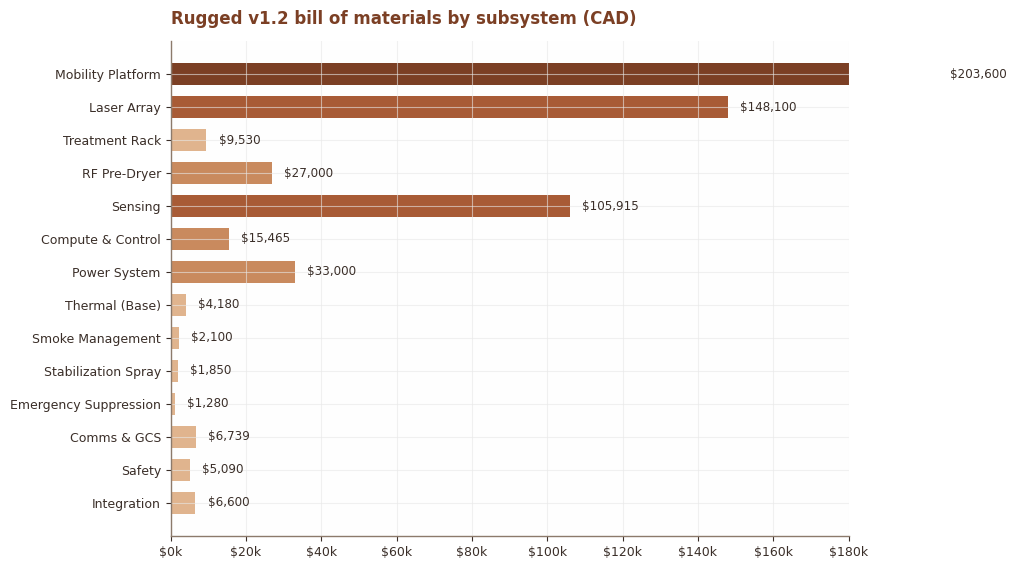 Rugged v1.2 bill of materials by subsystem (CAD)
Mobility Platform $203,600
Laser Array $148,100
Treatment Rack $9,530
RF Pre-Dryer $27,000
Sensing $105,915
Compute & Control $15,465
Power System $33,000
Thermal (Base) $4,180
Smoke Management $2,100
Stabilization Spray $1,850
Emergency Suppression $1,280
Comms & GCS $6,739
Safety $5,090
Integration $6,600
$0k $20k $40k $60k $80k $100k $120k $140k $160k $180k